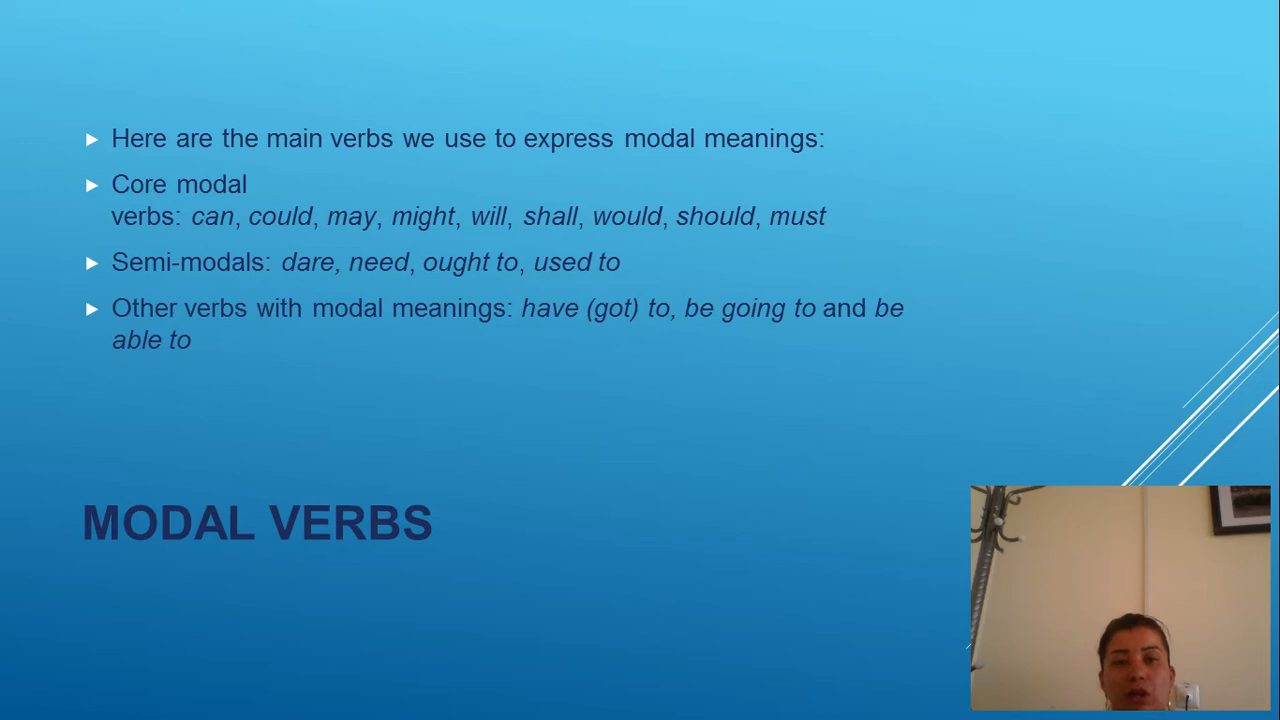 Here are the main verbs we use to express modal meanings:
Core modal
verbs: can, could, may, might, will, shall, would, should, must
Semi-modals: dare, need, ought to, used to
Other verbs with modal meanings: have (got) to, be going to and be
able to
MODAL VERBS